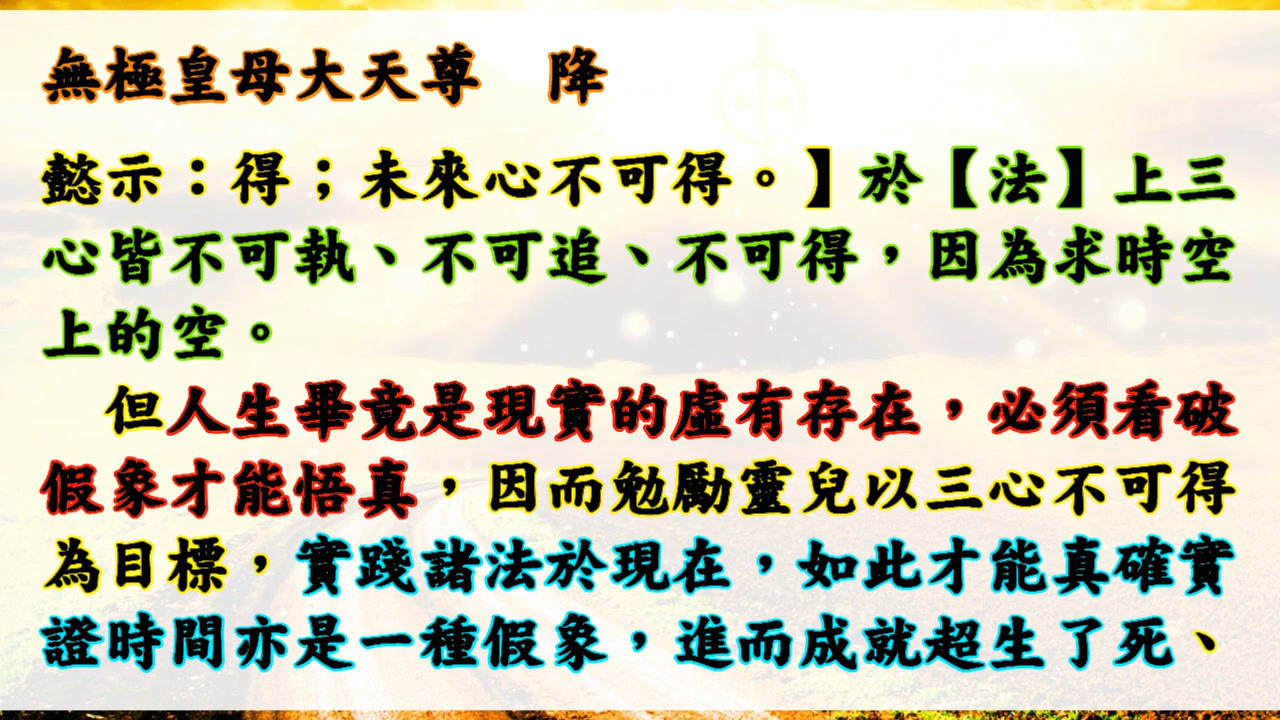 無極皇母大天尊　降
懿示：得；未來心不可得。】於【法】上三
心皆不可執、不可追、不可得，因為求時空
上的空。
　但人生畢竟是現實的虛有存在，必須看破
假象才能悟真，因而勉勵靈兒以三心不可得
為目標，實踐諸法於現在，如此才能真確實
證時間亦是一種假象，進而成就超生了死、